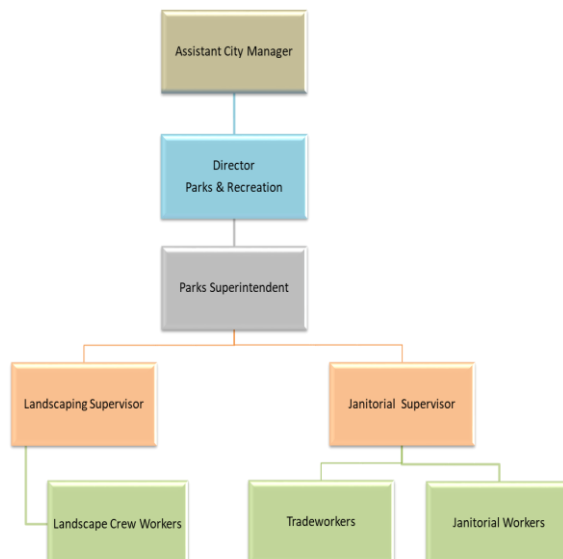 Assistant City Manager
Director
Parks & Recreation
Parks Superintendent
Landscaping Supervisor
Janitorial Supervisor
Landscape Crew Workers
Tradeworkers
Janitorial Workers